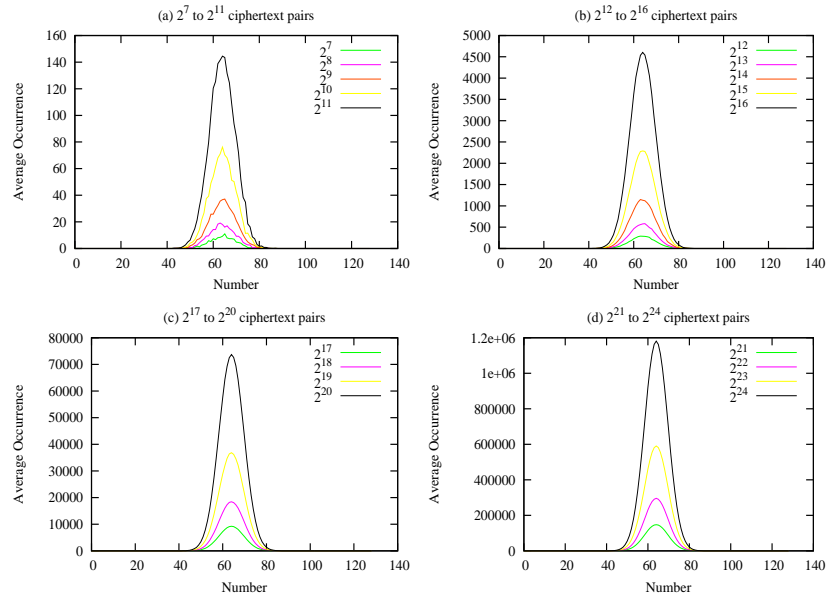 (a) 2^7 to 2^11 ciphertext pairs
160
140
120
100
80
60
40
20
0
0 20 40 60 80 100 120 140
Average Occurrence
Number
2^7
2^8
2^9
2^10
2^11
(b) 2^12 to 2^16 ciphertext pairs
5000
4500
4000
3500
3000
2500
2000
1500
1000
500
0
0 20 40 60 80 100 120 140
Average Occurrence
Number
2^12
2^13
2^14
2^15
2^16
(c) 2^17 to 2^20 ciphertext pairs
80000
70000
60000
50000
40000
30000
20000
10000
0
0 20 40 60 80 100 120 140
Average Occurrence
Number
2^17
2^18
2^19
2^20
(d) 2^21 to 2^24 ciphertext pairs
1.2e+06
1e+06
800000
600000
400000
200000
0
0 20 40 60 80 100 120 140
Average Occurrence
Number
2^21
2^22
2^23
2^24